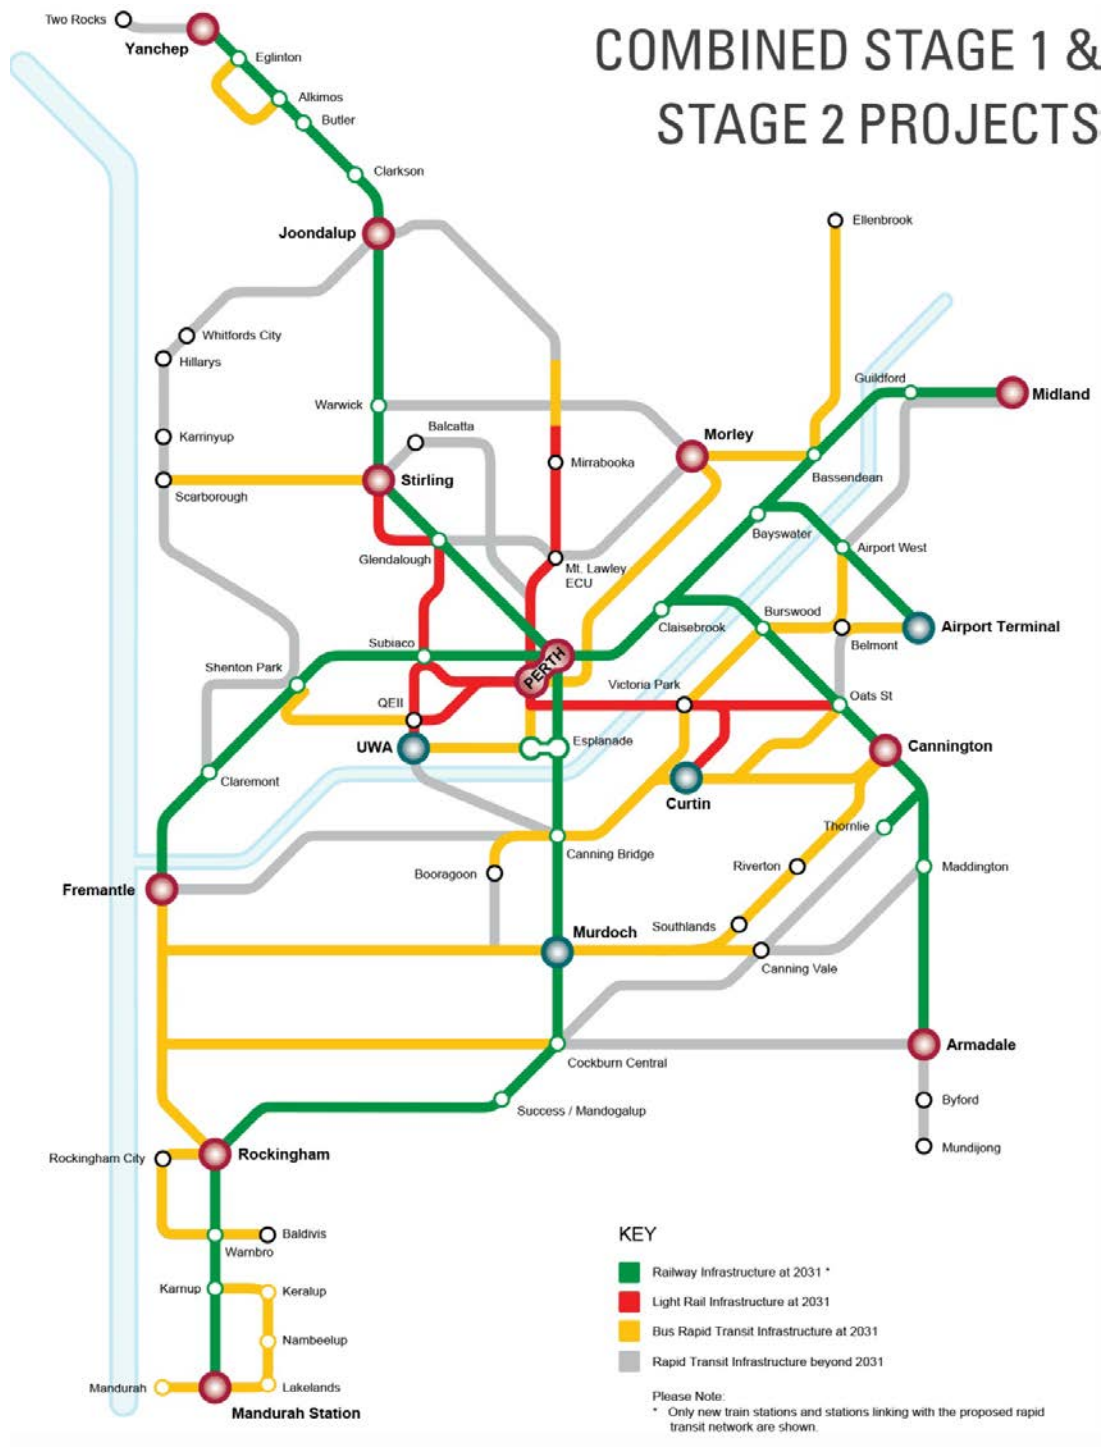 COMBINED STAGE 1 &
STAGE 2 PROJECTS
Two Rocks
Yanchep
Eglinton
Alkimos
Butler
Clarkson
Joondalup
Ellenbrook
Whitfords City
Hillarys
Guildford
Midland
Warwick
Balcatta
Morley
Karrinyup
Mirrabooka
Stirling
Bassendean
Scarborough
Bayswater
Airport West
Glendalough
Mt. Lawley
ECU
Claisebrook
Burswood
Airport Terminal
Belmont
Subiaco
PERTH
Shenton Park
Victoria Park
Oats St
QEII
UWA
Esplanade
Cannington
Claremont
Curtin
Thornlie
Canning Bridge
Booragoon
Riverton
Maddington
Fremantle
Southlands
Murdoch
Canning Vale
Armadale
Cockburn Central
Byford
Success / Mandogalup
Mundijong
Rockingham City
Rockingham
Baldivis
Warnbro
Karnup
Keralup
Nambeelup
Mandurah
Lakelands
Mandurah Station
KEY
Railway Infrastructure at 2031 *
Light Rail Infrastructure at 2031
Bus Rapid Transit Infrastructure at 2031
Rapid Transit Infrastructure beyond 2031
Please Note:
* Only new train stations and stations linking with the proposed rapid
transit network are shown.